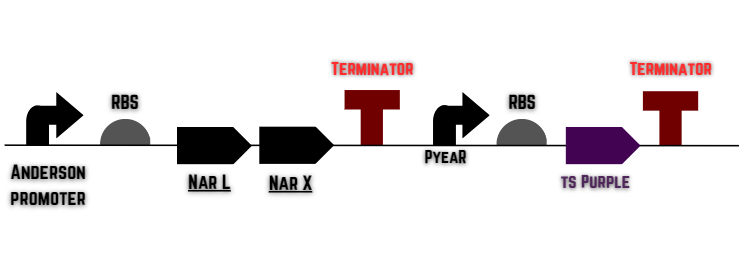 Terminator
Terminator
RBS
RBS
Anderson
promoter
Nar L
Nar X
PyeaR
ts Purple